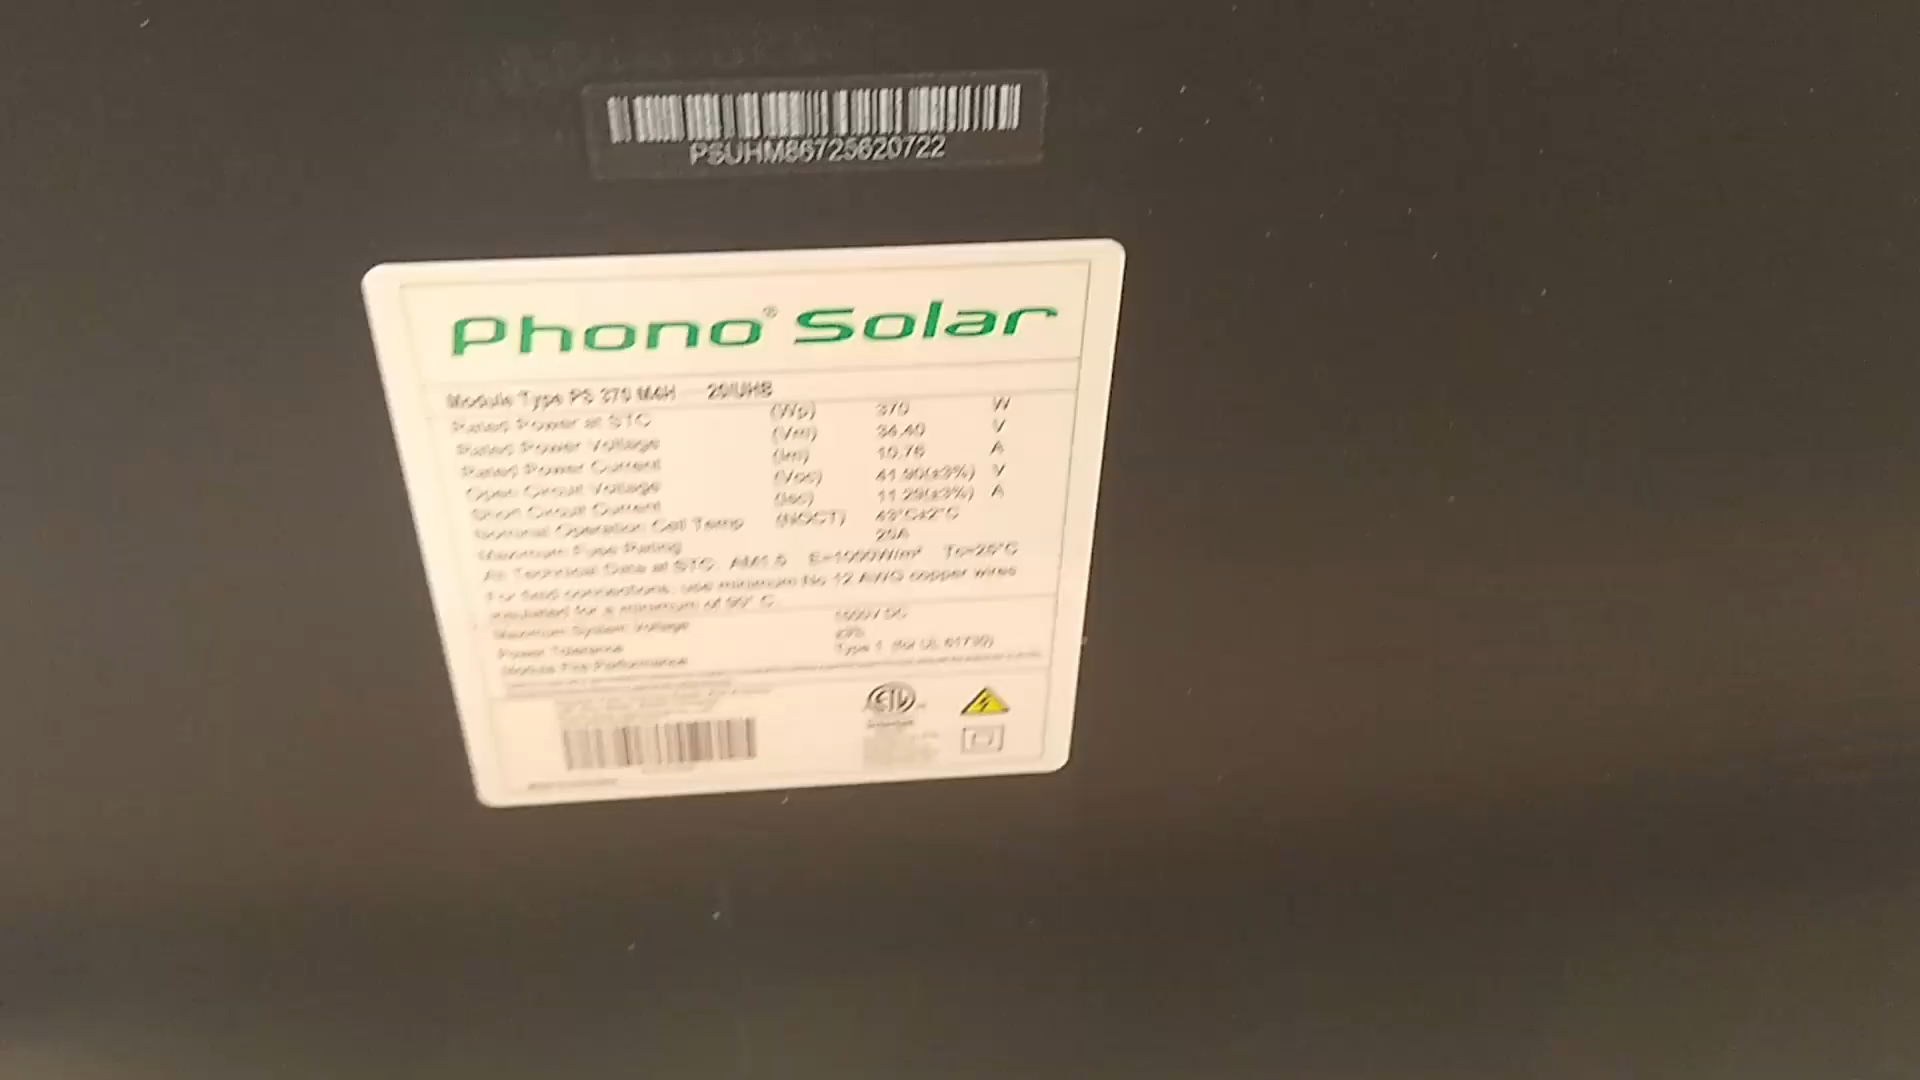 PSUHM86725620722
Phono® Solar
Module Type PS 370 M4H 20/UHB
Rated Power at STC (Wp) 370 W
Rated Power Voltage (Vm) 34.40 V
Rated Power Current (Im) 10.76 A
Open Circuit Voltage (Voc) 41.90(±3%) V
Short Circuit Current (Isc) 11.29(±3%) A
Nominal Operation Cell Temp (NOCT) 43°C±2°C
Maximum Fuse Rating 20A
All Technical Data at STC AM1.5 E=1000W/m² Tc=25°C
For field connections, use minimum No 12 AWG copper wires
insulated for a minimum of 90° C
Maximum System Voltage DC
Power Tolerance
Module Fire Performance Type 1 (for UL 61730)
Intertek